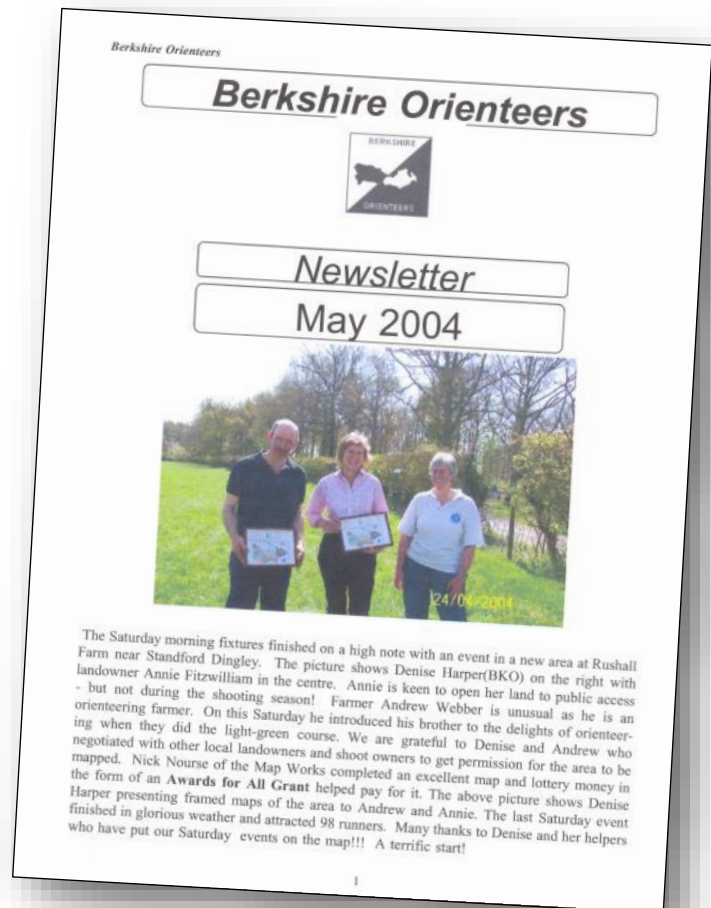 Berkshire Orienteers
Berkshire Orienteers
BERKSHIRE
ORIENTEERS
Newsletter
May 2004
24/04/2004
The Saturday morning fixtures finished on a high note with an event in a new area at Rushall
Farm near Standford Dingley. The picture shows Denise Harper(BKO) on the right with
landowner Annie Fitzwilliam in the centre. Annie is keen to open her land to public access
- but not during the shooting season! Farmer Andrew Webber is unusual as he is an
orienteering farmer. On this Saturday he introduced his brother to the delights of orienteer-
ing when they did the light-green course. We are grateful to Denise and Andrew who
negotiated with other local landowners and shoot owners to get permission for the area to be
mapped. Nick Nourse of the Map Works completed an excellent map and lottery money in
the form of an Awards for All Grant helped pay for it. The above picture shows Denise
Harper presenting framed maps of the area to Andrew and Annie. The last Saturday event
finished in glorious weather and attracted 98 runners. Many thanks to Denise and her helpers
who have put our Saturday events on the map!!! A terrific start!
1